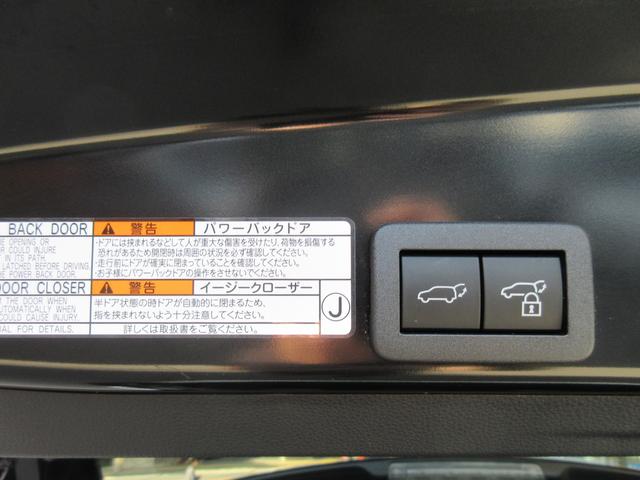 BACK DOOR
E OPENING OR
R COULD INJURE
IN ITS PATH.
LATCHED BEFORE DRIVING
HE POWER BACK DOOR.
DOOR CLOSER
M THE DOOR WHEN
AUTOMATICALLY WHEN
COULD CAUSE INJURY.
AL FOR DETAILS.
警告 パワーバックドア
・ドアには挟まれるなどして人が重大な傷害を受けたり、荷物を損傷する
恐れがあるため開閉時は周囲の状況を必ず確認してください。
・走行前にドアが確実に閉まっていることを確認してください。
・お子様にパワーバックドアの操作をさせないでください。
警告 イージークローザー
半ドア状態の時ドアが自動的に閉まるため、
指を挟まれないよう十分注意してください。
詳しくは取扱書をご覧ください。
J